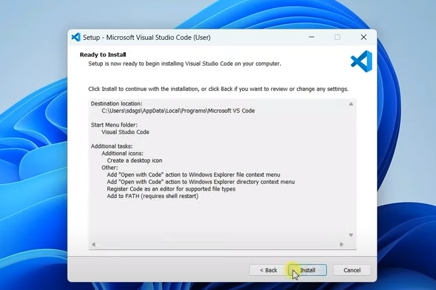 Setup - Microsoft Visual Studio Code (User)
Ready to Install
Setup is now ready to begin installing Visual Studio Code on your computer.
Click Install to continue with the installation, or click Back if you want to review or change any settings.
Destination location:
C:\Users\sdsgs\AppData\Local\Programs\Microsoft VS Code
Start Menu folder:
Visual Studio Code
Additional tasks:
Additional icons:
Create a desktop icon
Other:
Add "Open with Code" action to Windows Explorer file context menu
Add "Open with Code" action to Windows Explorer directory context menu
Register Code as an editor for supported file types
Add to PATH (requires shell restart)
< Back
Install
Cancel